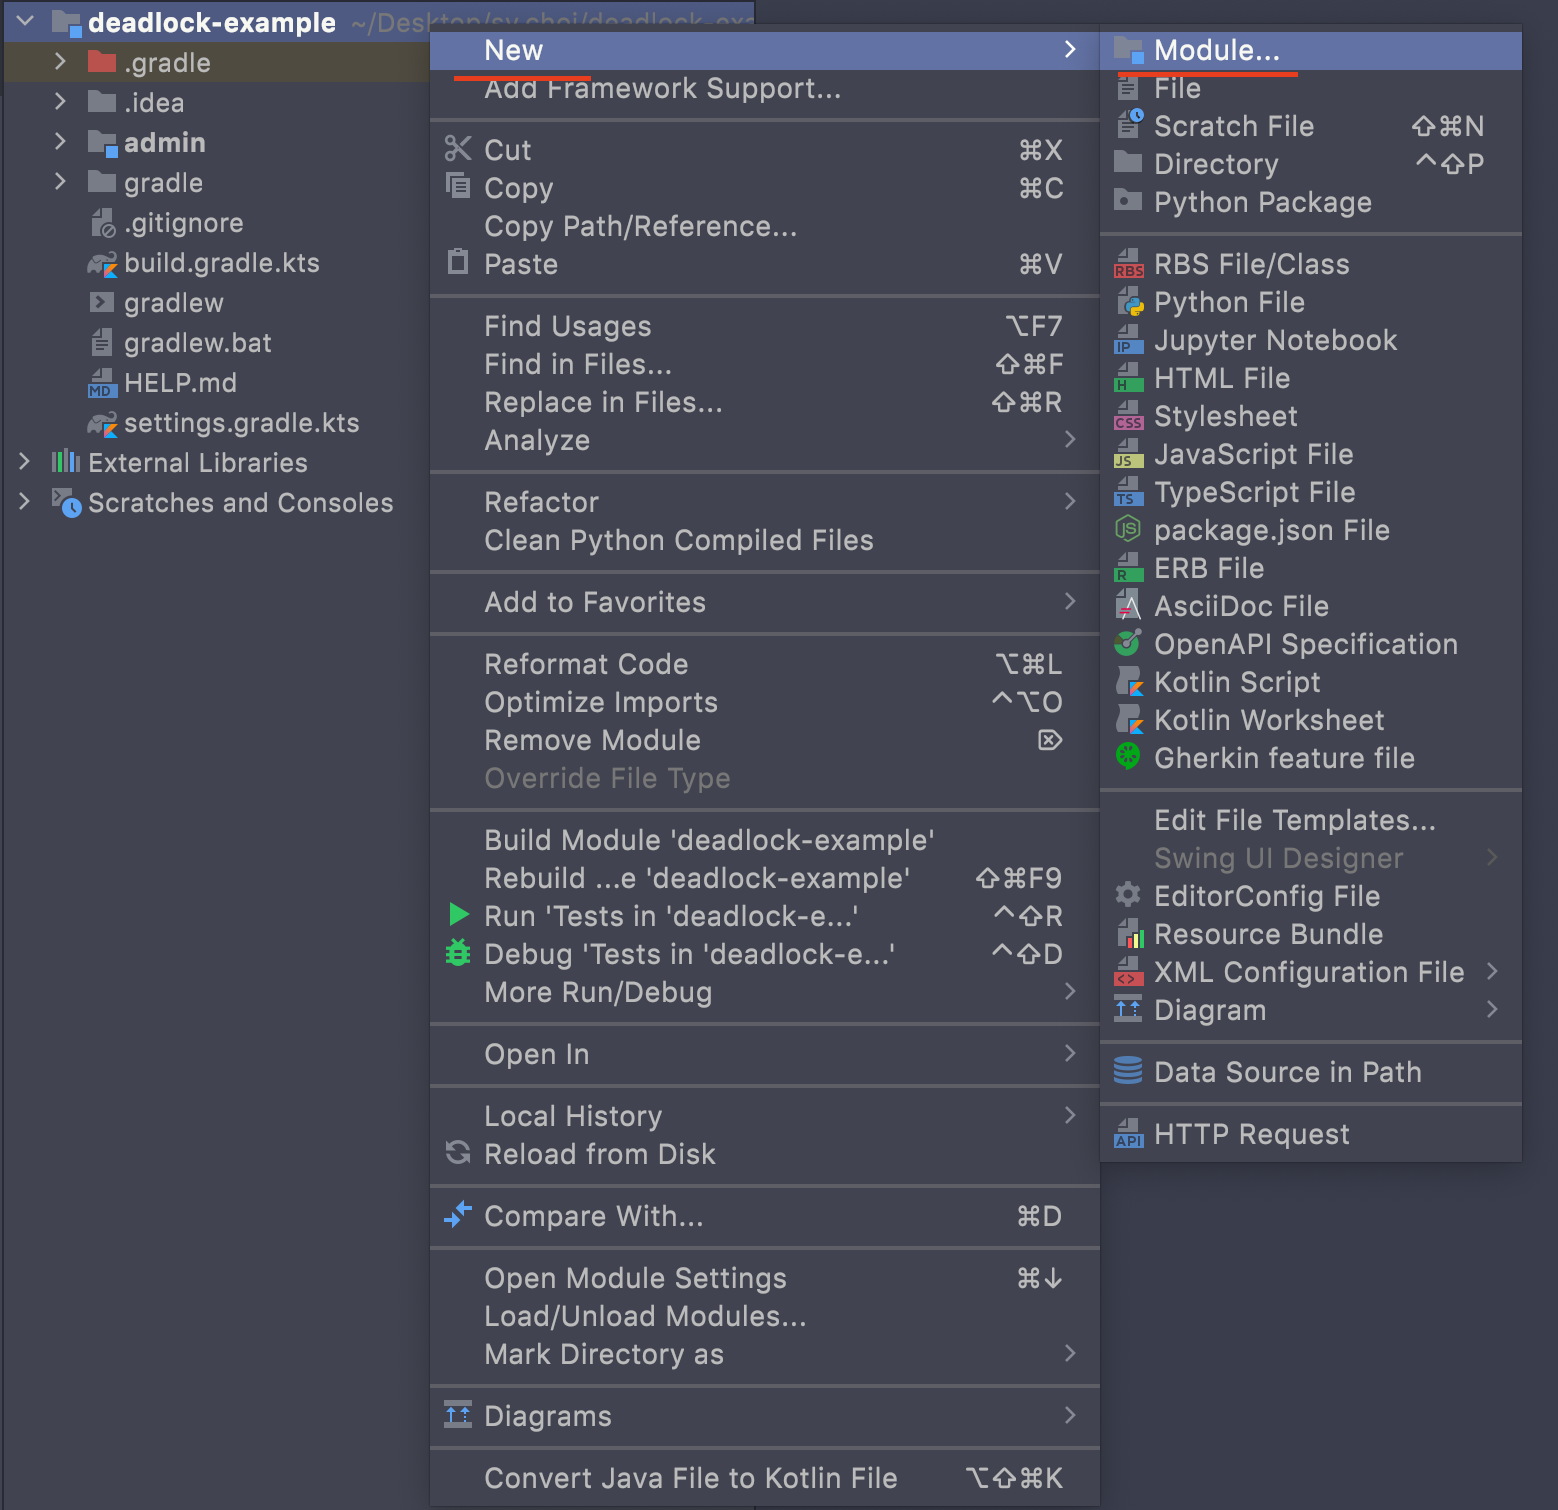 deadlock-example ~/Desktop/sy.choi/deadlock-exa
.gradle
.idea
admin
gradle
.gitignore
build.gradle.kts
gradlew
gradlew.bat
HELP.md
settings.gradle.kts
External Libraries
Scratches and Consoles
New
Add Framework Support...
Cut ⌘X
Copy ⌘C
Copy Path/Reference...
Paste ⌘V
Find Usages ⌥F7
Find in Files... ⇧⌘F
Replace in Files... ⇧⌘R
Analyze
Refactor
Clean Python Compiled Files
Add to Favorites
Reformat Code ⌥⌘L
Optimize Imports ^⌥O
Remove Module ⌦
Override File Type
Build Module 'deadlock-example'
Rebuild ...e 'deadlock-example' ⇧⌘F9
Run 'Tests in 'deadlock-e...' ^⇧R
Debug 'Tests in 'deadlock-e...' ^⇧D
More Run/Debug
Open In
Local History
Reload from Disk
Compare With... ⌘D
Open Module Settings ⌘↓
Load/Unload Modules...
Mark Directory as
Diagrams
Convert Java File to Kotlin File ⌥⇧⌘K
Module...
File
Scratch File ⇧⌘N
Directory ^⇧P
Python Package
RBS RBS File/Class
Python File
IP Jupyter Notebook
H HTML File
CSS Stylesheet
JS JavaScript File
TS TypeScript File
JS package.json File
R ERB File
AsciiDoc File
OpenAPI Specification
Kotlin Script
Kotlin Worksheet
Gherkin feature file
Edit File Templates...
Swing UI Designer
EditorConfig File
Resource Bundle
XML Configuration File
Diagram
Data Source in Path
API HTTP Request